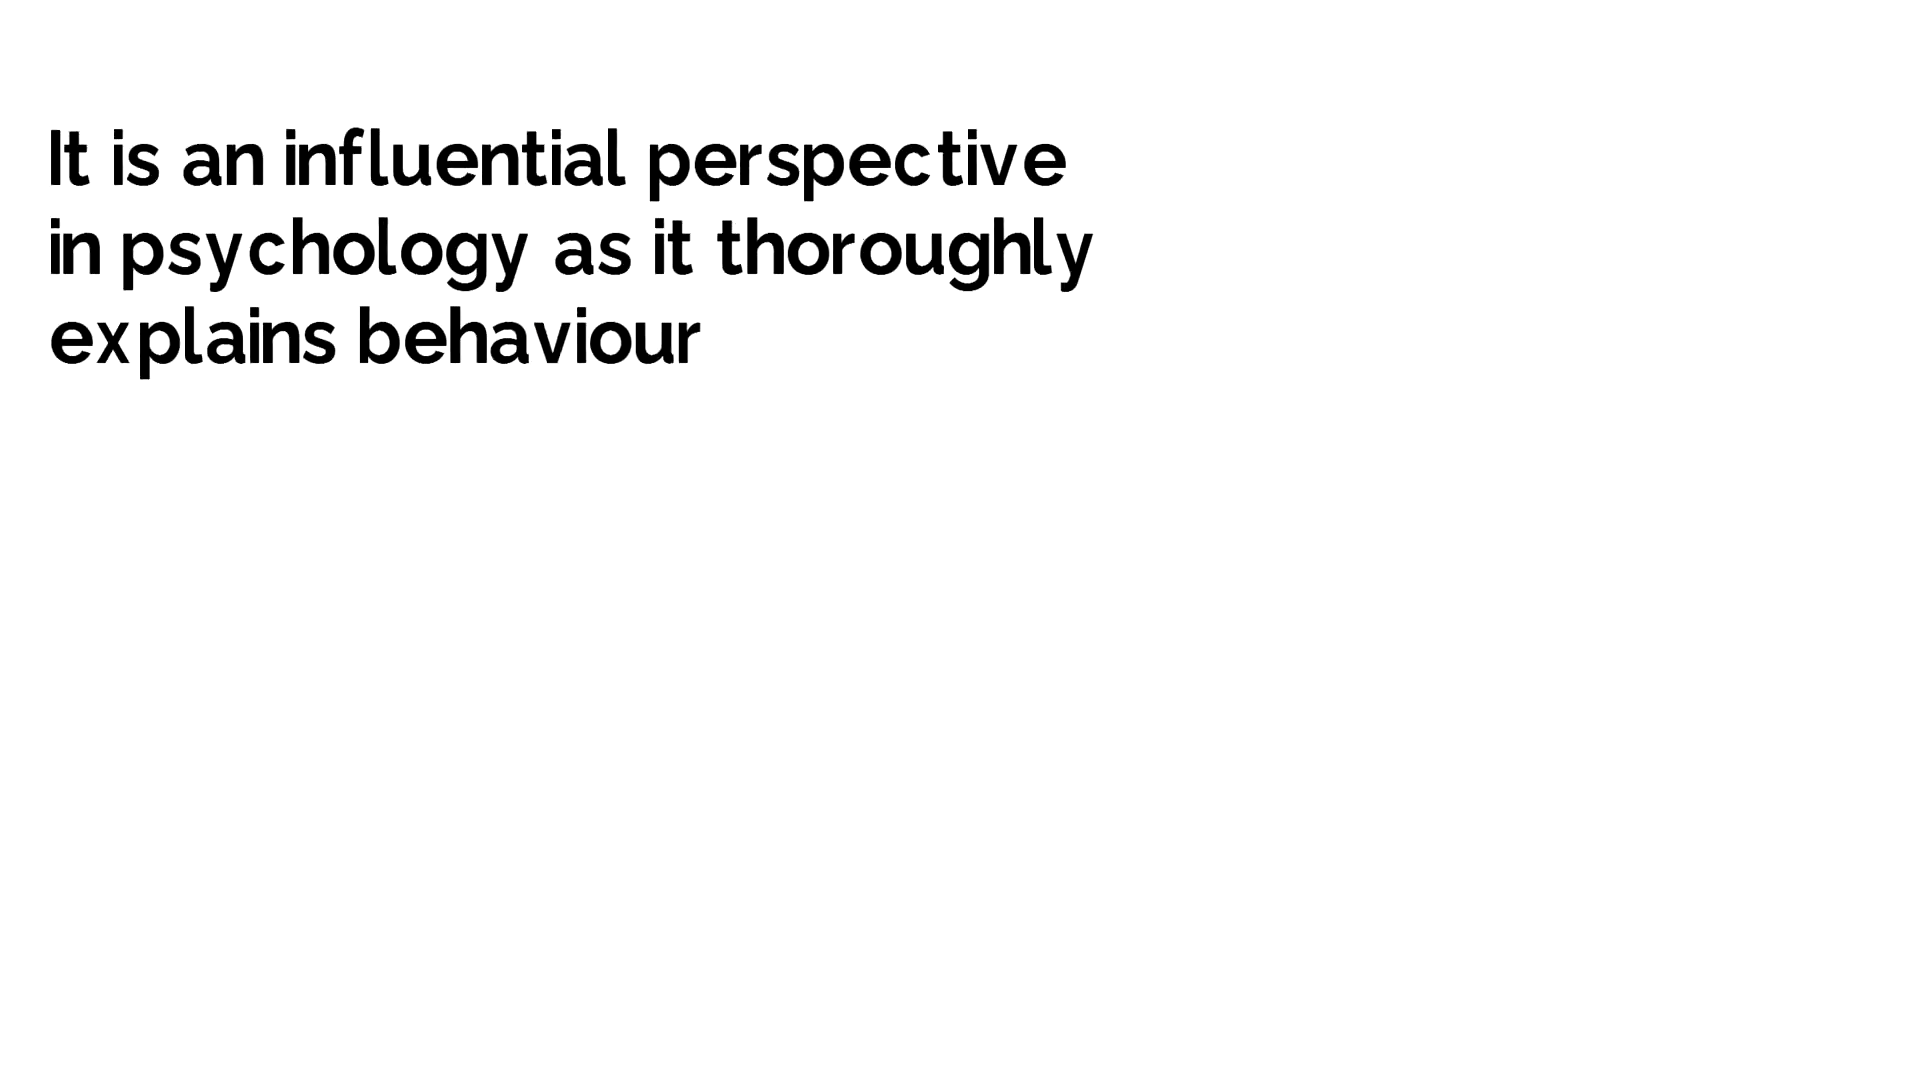 It is an influential perspective
in psychology as it thoroughly
explains behaviour